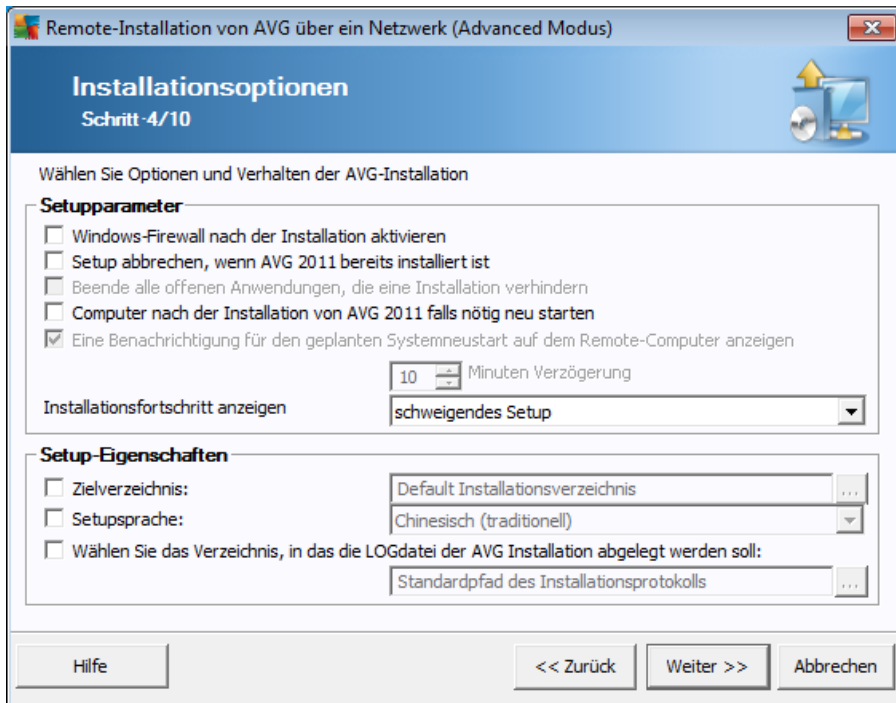 Remote-Installation von AVG über ein Netzwerk (Advanced Modus)
Installationsoptionen
Schritt-4/10
Wählen Sie Optionen und Verhalten der AVG-Installation
Setupparameter
Windows-Firewall nach der Installation aktivieren
Setup abbrechen, wenn AVG 2011 bereits installiert ist
Beende alle offenen Anwendungen, die eine Installation verhindern
Computer nach der Installation von AVG 2011 falls nötig neu starten
Eine Benachrichtigung für den geplanten Systemneustart auf dem Remote-Computer anzeigen
10 Minuten Verzögerung
Installationsfortschritt anzeigen schweigendes Setup
Setup-Eigenschaften
Zielverzeichnis: Default Installationsverzeichnis ...
Setupsprache: Chinesisch (traditionell)
Wählen Sie das Verzeichnis, in das die LOGdatei der AVG Installation abgelegt werden soll:
Standardpfad des Installationsprotokolls ...
Hilfe << Zurück Weiter >> Abbrechen